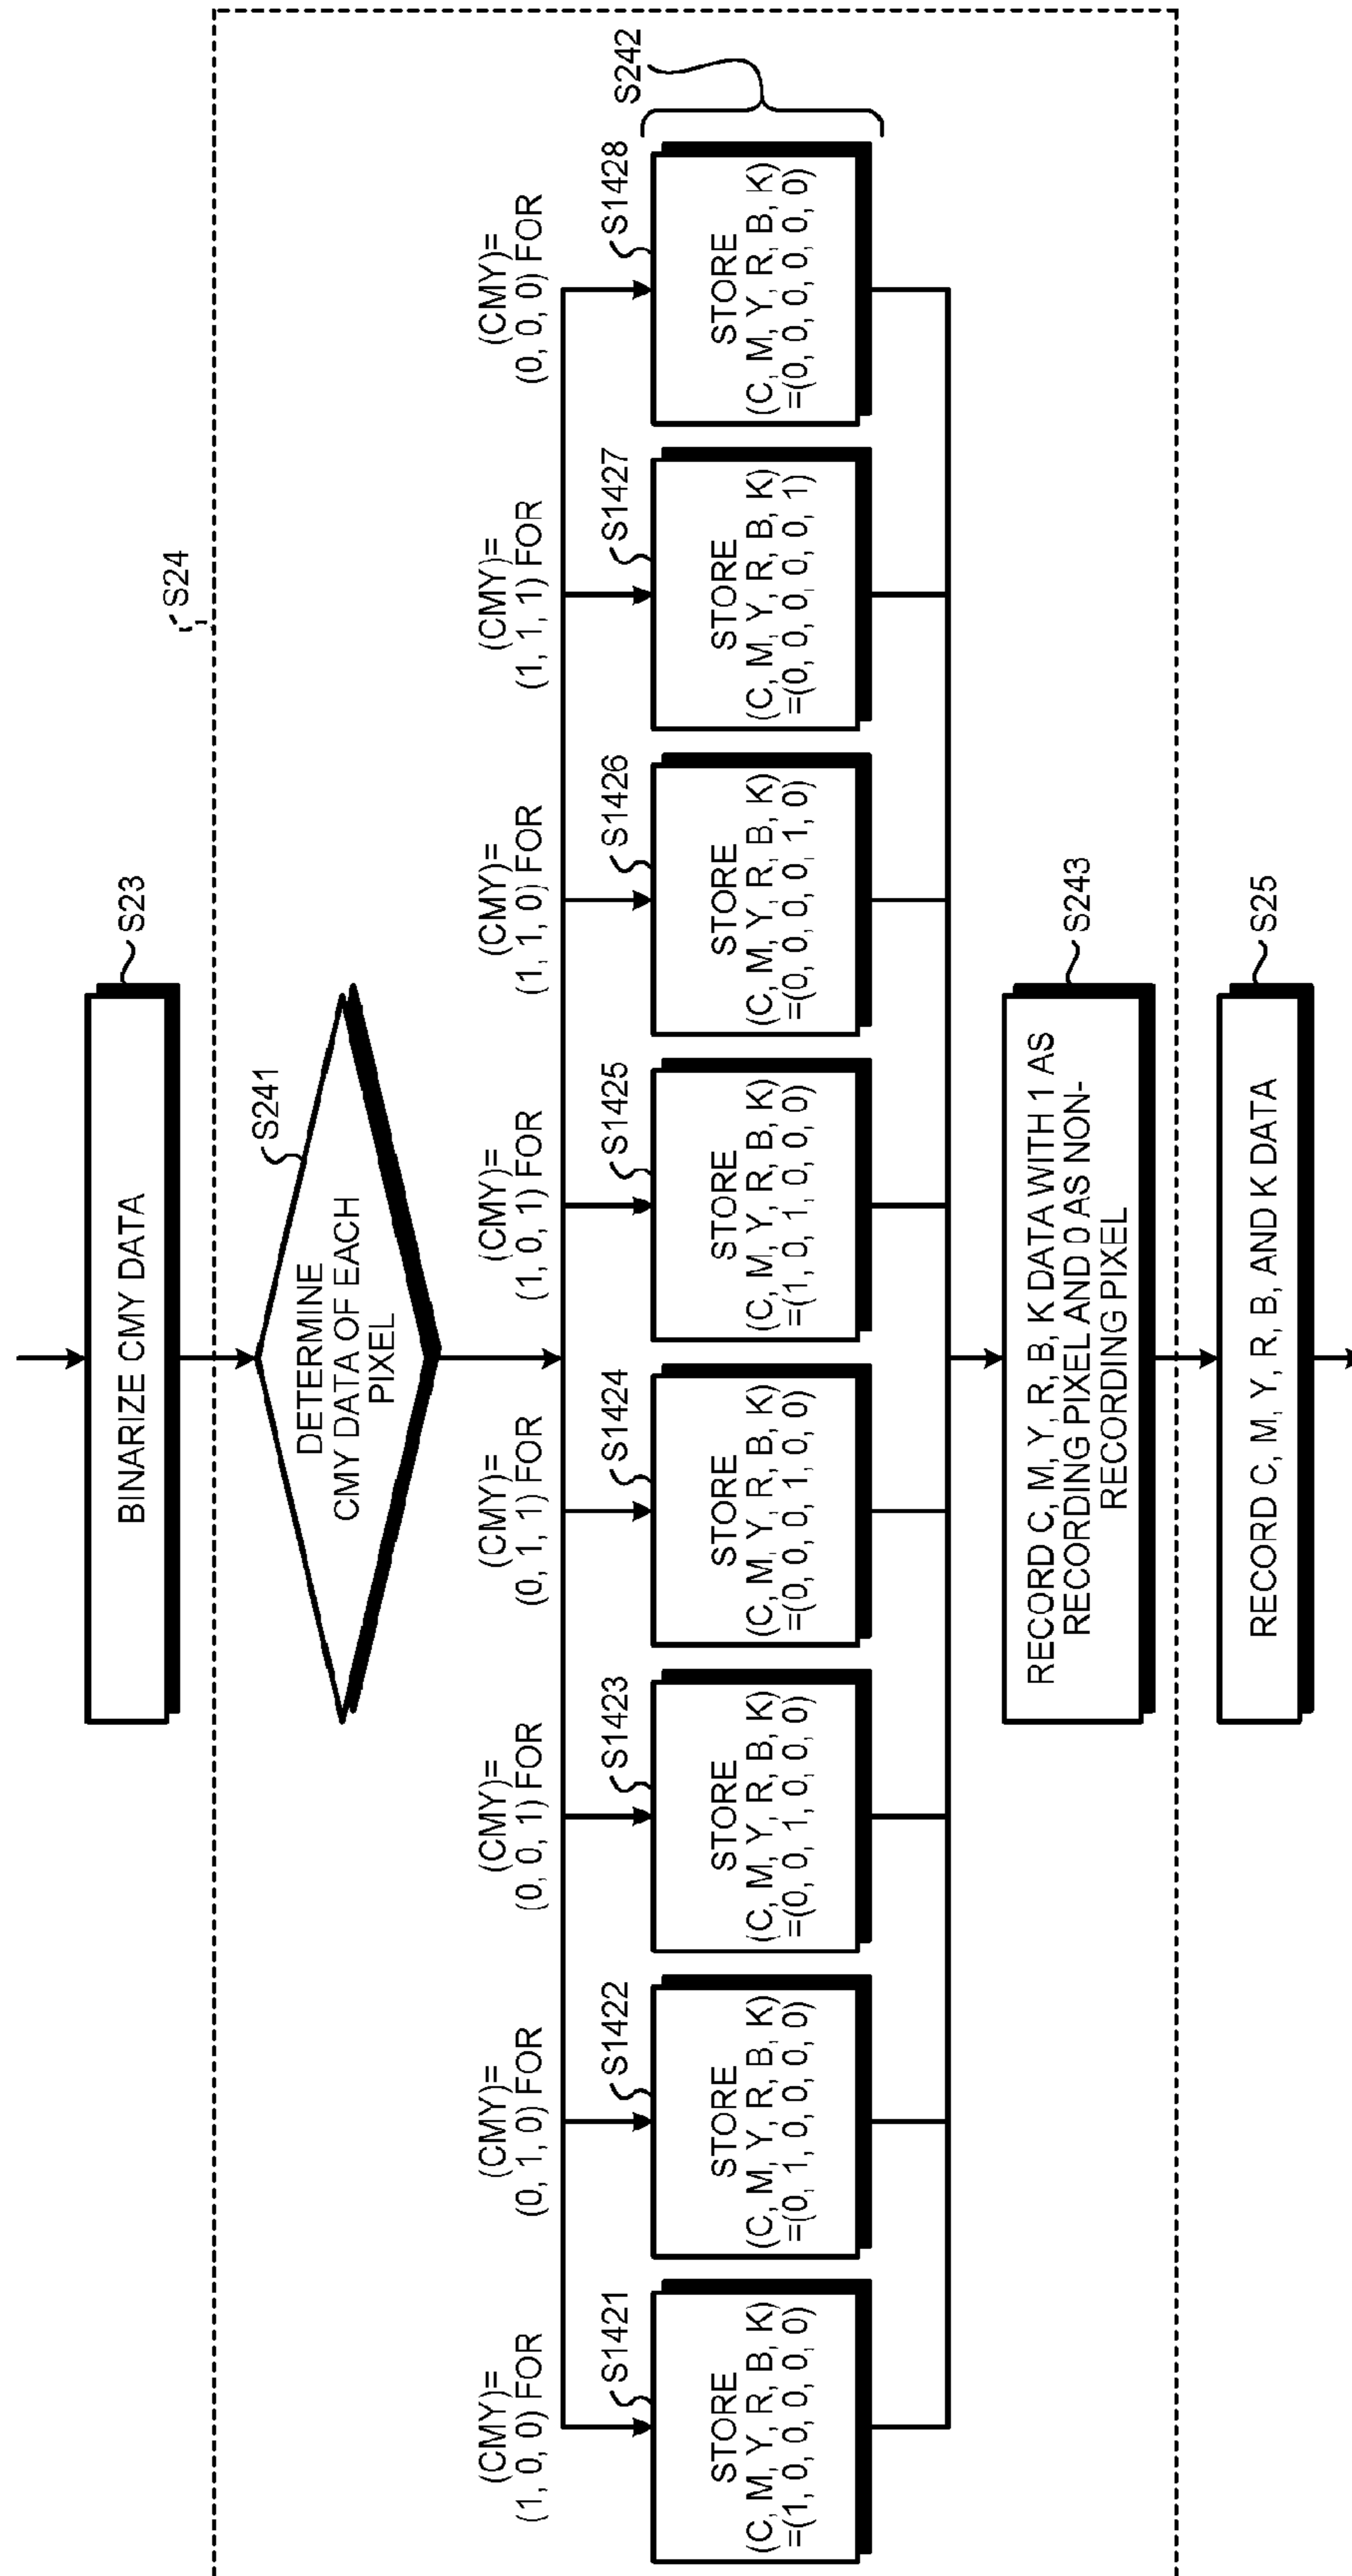 BINARIZE CMY DATA
S23
S24
DETERMINE
CMY DATA OF EACH
PIXEL
S241
(CMY)=
(1, 0, 0) FOR
(CMY)=
(0, 1, 0) FOR
(CMY)=
(0, 0, 1) FOR
(CMY)=
(0, 1, 1) FOR
(CMY)=
(1, 0, 1) FOR
(CMY)=
(1, 1, 0) FOR
(CMY)=
(1, 1, 1) FOR
(CMY)=
(0, 0, 0) FOR
S1421
STORE
(C, M, Y, R, B, K)
=(1, 0, 0, 0, 0, 0)
S1422
STORE
(C, M, Y, R, B, K)
=(0, 1, 0, 0, 0, 0)
S1423
STORE
(C, M, Y, R, B, K)
=(0, 0, 1, 0, 0, 0)
S1424
STORE
(C, M, Y, R, B, K)
=(0, 0, 0, 1, 0, 0)
S1425
STORE
(C, M, Y, R, B, K)
=(1, 0, 1, 0, 0, 0)
S1426
STORE
(C, M, Y, R, B, K)
=(0, 0, 0, 0, 1, 0)
S1427
STORE
(C, M, Y, R, B, K)
=(0, 0, 0, 0, 0, 1)
S1428
STORE
(C, M, Y, R, B, K)
=(0, 0, 0, 0, 0, 0)
S242
RECORD C, M, Y, R, B, K DATA WITH 1 AS
RECORDING PIXEL AND 0 AS NON-
RECORDING PIXEL
S243
RECORD C, M, Y, R, B, AND K DATA
S25